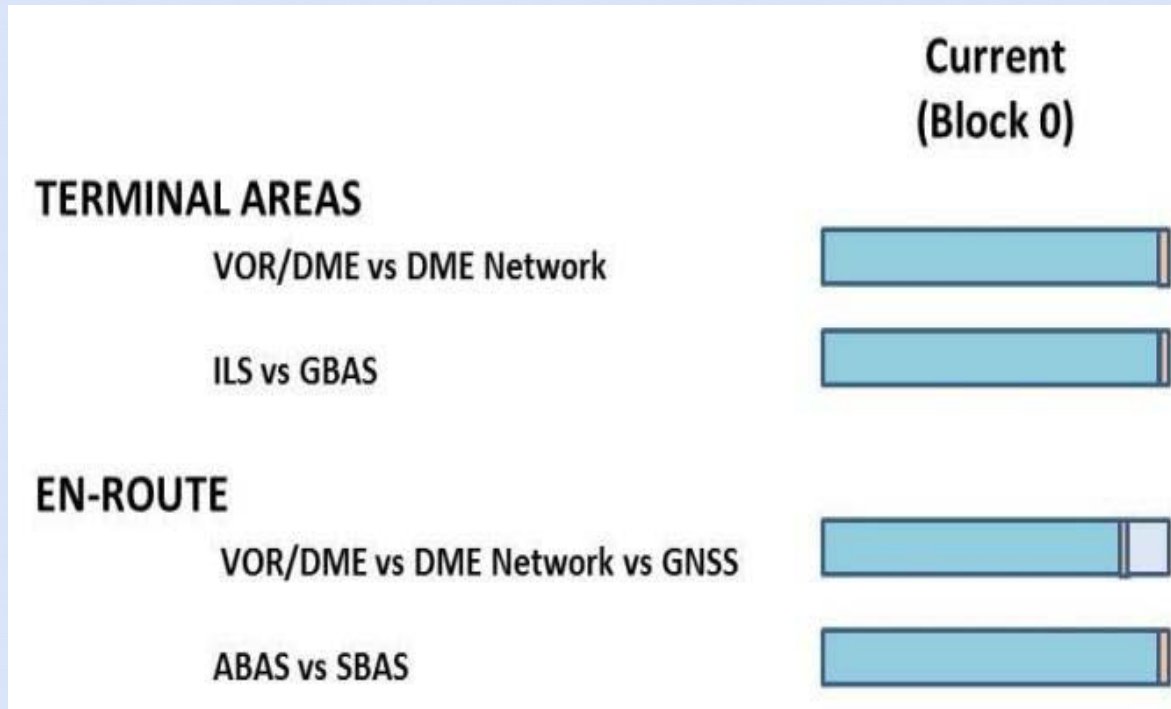 Current
(Block 0)
TERMINAL AREAS
VOR/DME vs DME Network
ILS vs GBAS
EN-ROUTE
VOR/DME vs DME Network vs GNSS
ABAS vs SBAS